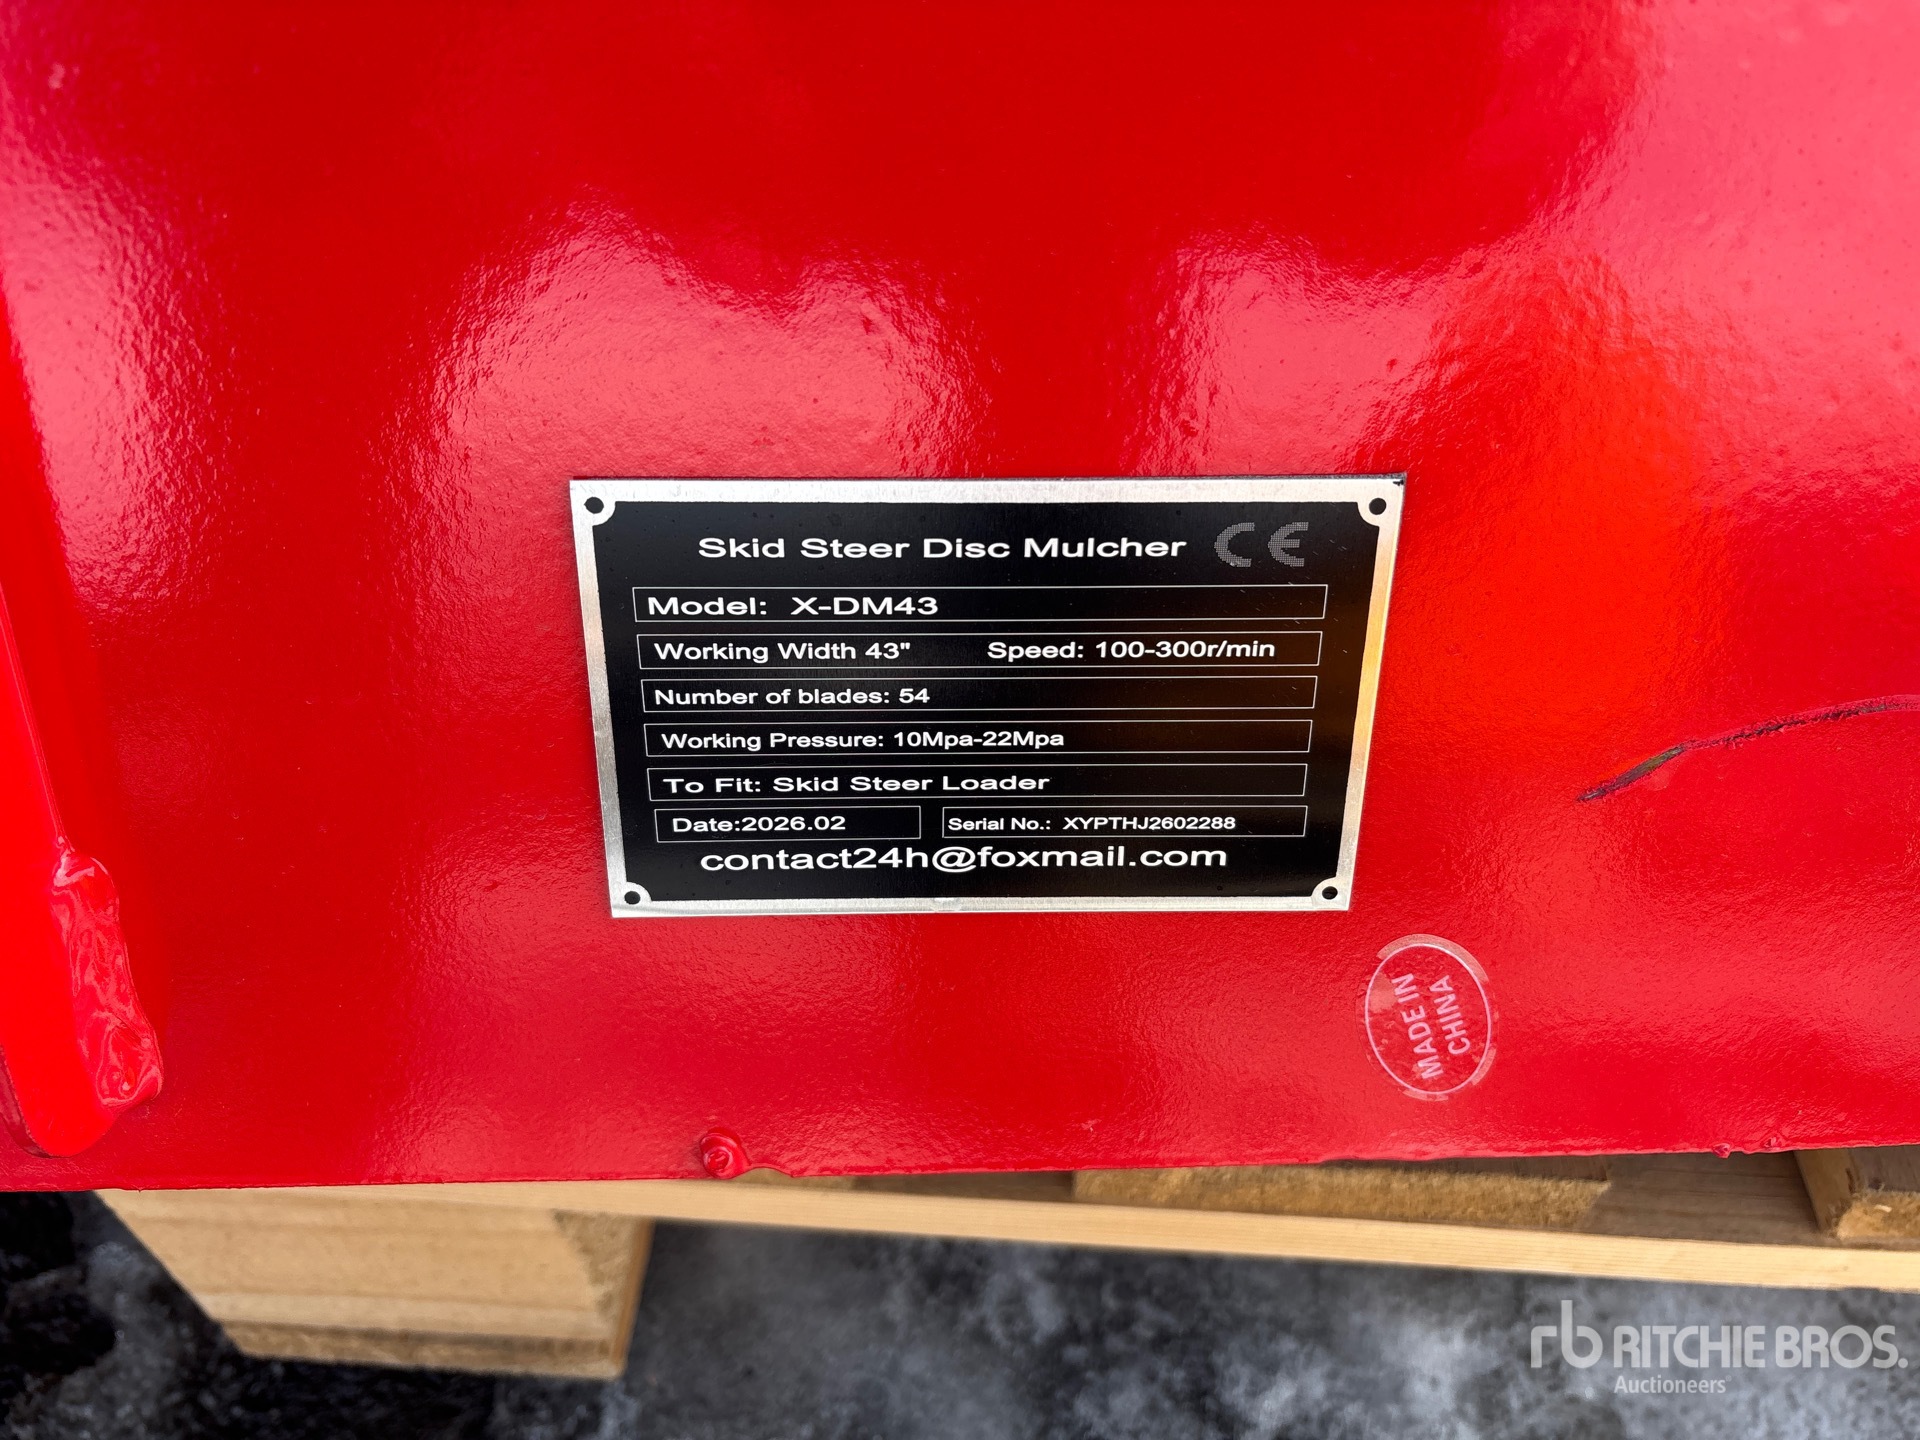 Skid Steer Disc Mulcher CE
Model: X-DM43
Working Width 43" Speed: 100-300r/min
Number of blades: 54
Working Pressure: 10Mpa-22Mpa
To Fit: Skid Steer Loader
Date:2026.02 Serial No.: XYPTHJ2602288
contact24h@foxmail.com
MADE IN
CHINA
rb RITCHIE BROS.
Auctioneers